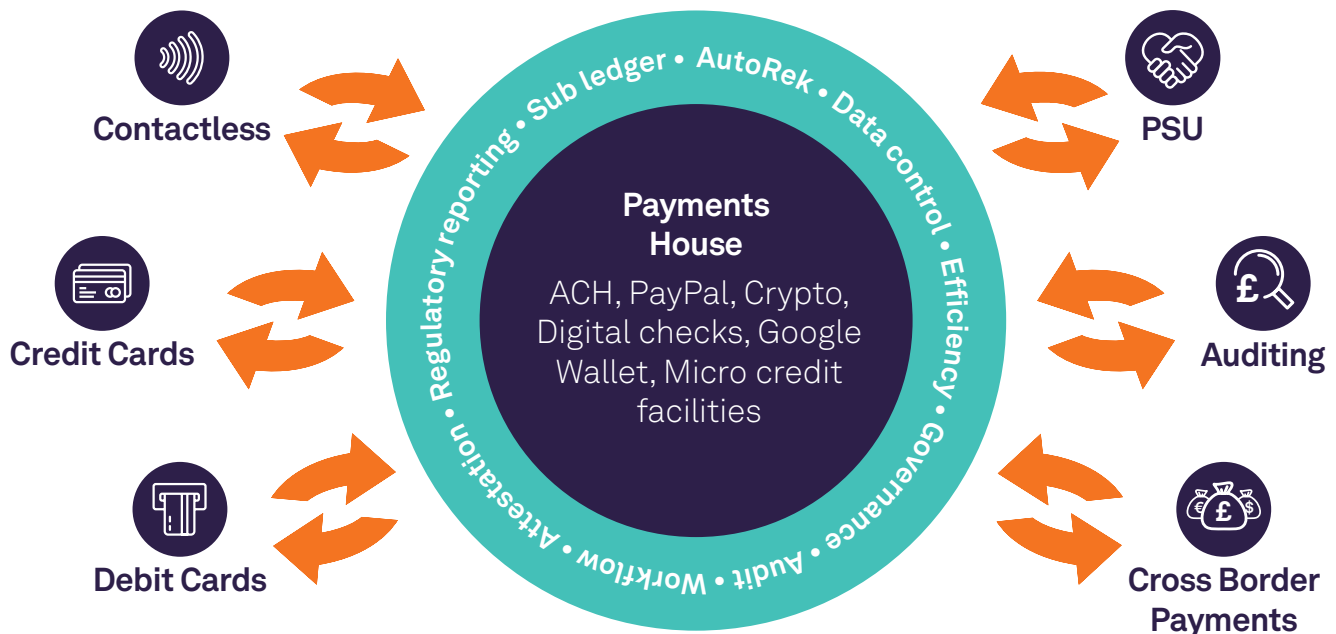 Contactless
Credit Cards
Debit Cards
AutoRek • Data control • Efficiency • Governance • Audit • Workflow • Attestation • Regulatory reporting • Sub ledger •
Payments
House
ACH, PayPal, Crypto,
Digital checks, Google
Wallet, Micro credit
facilities
PSU
£
Auditing
€ £ $
Cross Border
Payments